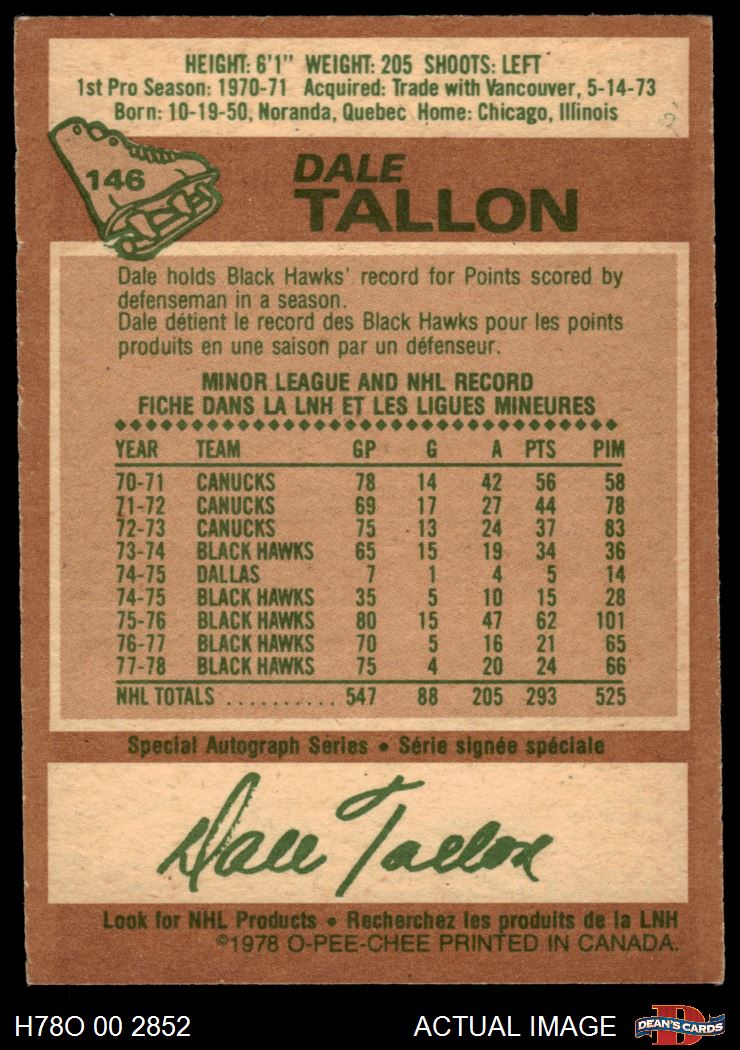 HEIGHT: 6'1" WEIGHT: 205 SHOOTS: LEFT
1st Pro Season: 1970-71 Acquired: Trade with Vancouver, 5-14-73
Born: 10-19-50, Noranda, Quebec Home: Chicago, Illinois
146
DALE
TALLON
Dale holds Black Hawks' record for Points scored by
defenseman in a season.
Dale détient le record des Black Hawks pour les points
produits en une saison par un défenseur.
MINOR LEAGUE AND NHL RECORD
FICHE DANS LA LNH ET LES LIGUES MINEURES
YEAR TEAM GP G A PTS PIM
70-71 CANUCKS 78 14 42 56 58
71-72 CANUCKS 69 17 27 44 78
72-73 CANUCKS 75 13 24 37 83
73-74 BLACK HAWKS 65 15 19 34 36
74-75 DALLAS 7 1 4 5 14
74-75 BLACK HAWKS 35 5 10 15 28
75-76 BLACK HAWKS 80 15 47 62 101
76-77 BLACK HAWKS 70 5 16 21 65
77-78 BLACK HAWKS 75 4 20 24 66
NHL TOTALS .......... 547 88 205 293 525
Special Autograph Series • Série signée spéciale
Dale Tallon
Look for NHL Products • Recherchez les produits de la LNH
©1978 O-PEE-CHEE PRINTED IN CANADA.
H78O 00 2852 ACTUAL IMAGE D DEAN'S CARDS